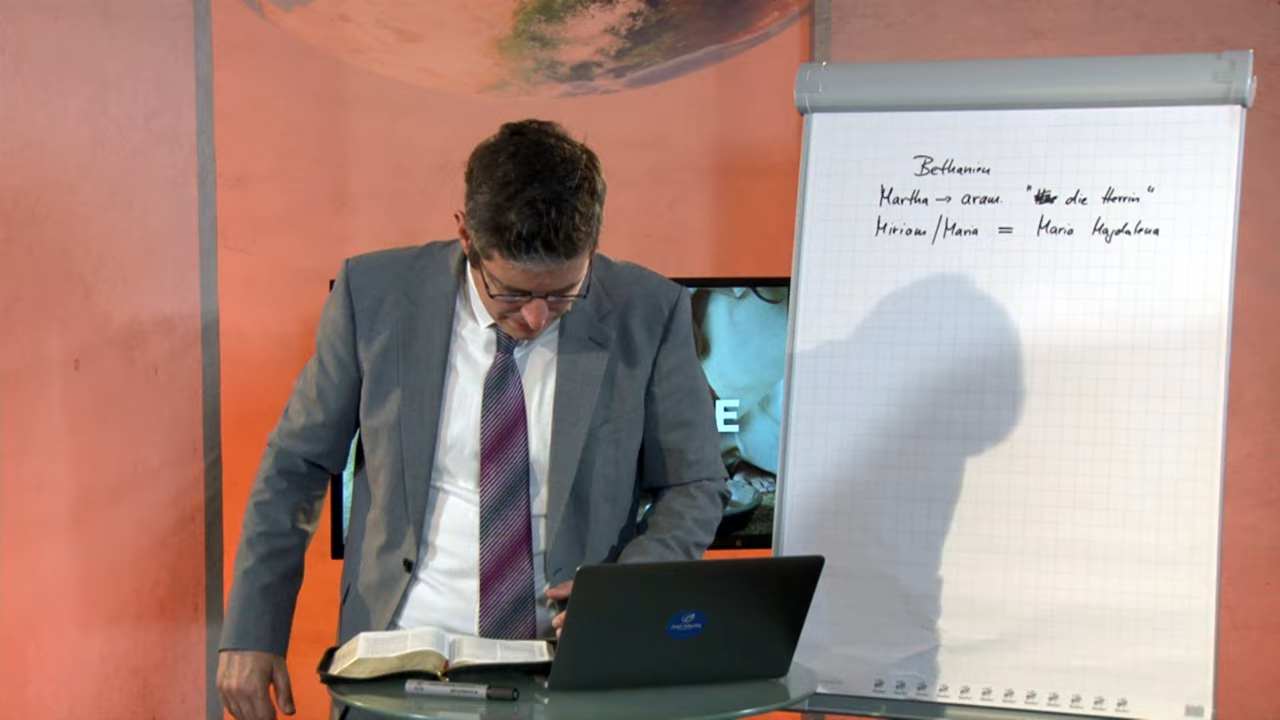 Bethanien
Martha → aram. " die Herrin "
Miriam / Maria = Maria Magdalena
E